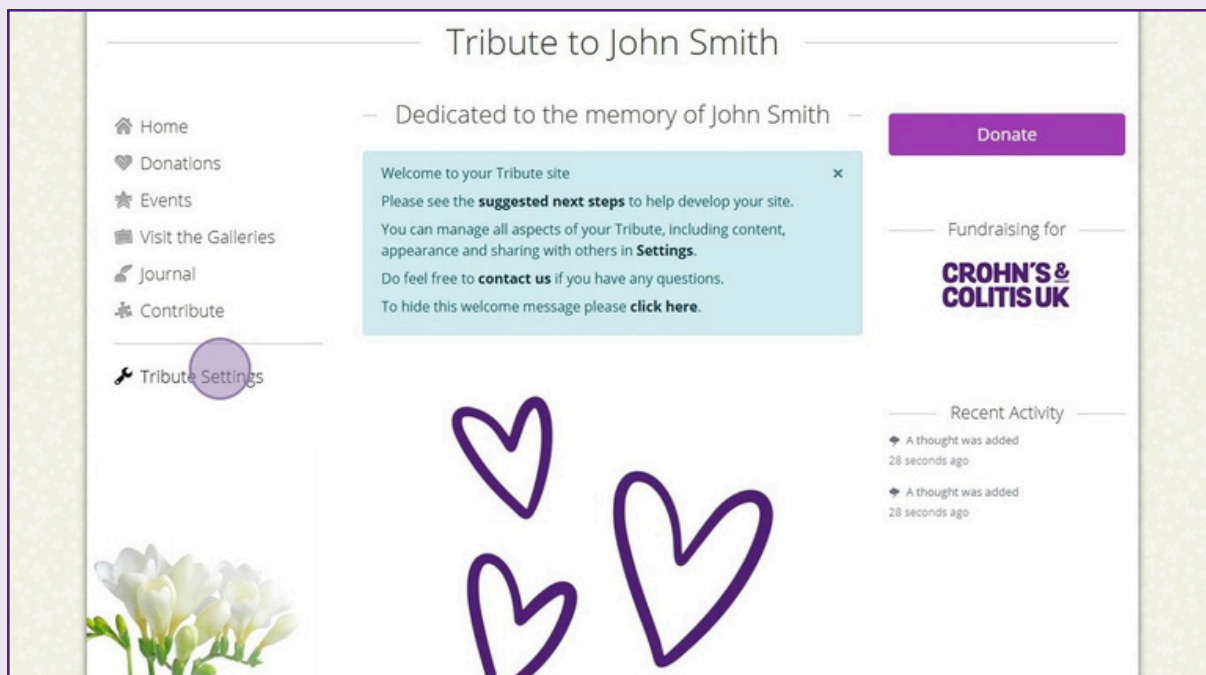 Tribute to John Smith
Home
Donations
Events
Visit the Galleries
Journal
Contribute
Tribute Settings
Dedicated to the memory of John Smith
Welcome to your Tribute site
×
Please see the suggested next steps to help develop your site.
You can manage all aspects of your Tribute, including content,
appearance and sharing with others in Settings.
Do feel free to contact us if you have any questions.
To hide this welcome message please click here.
Donate
Fundraising for
CROHN'S &
COLITIS UK
Recent Activity
A thought was added
28 seconds ago
A thought was added
28 seconds ago